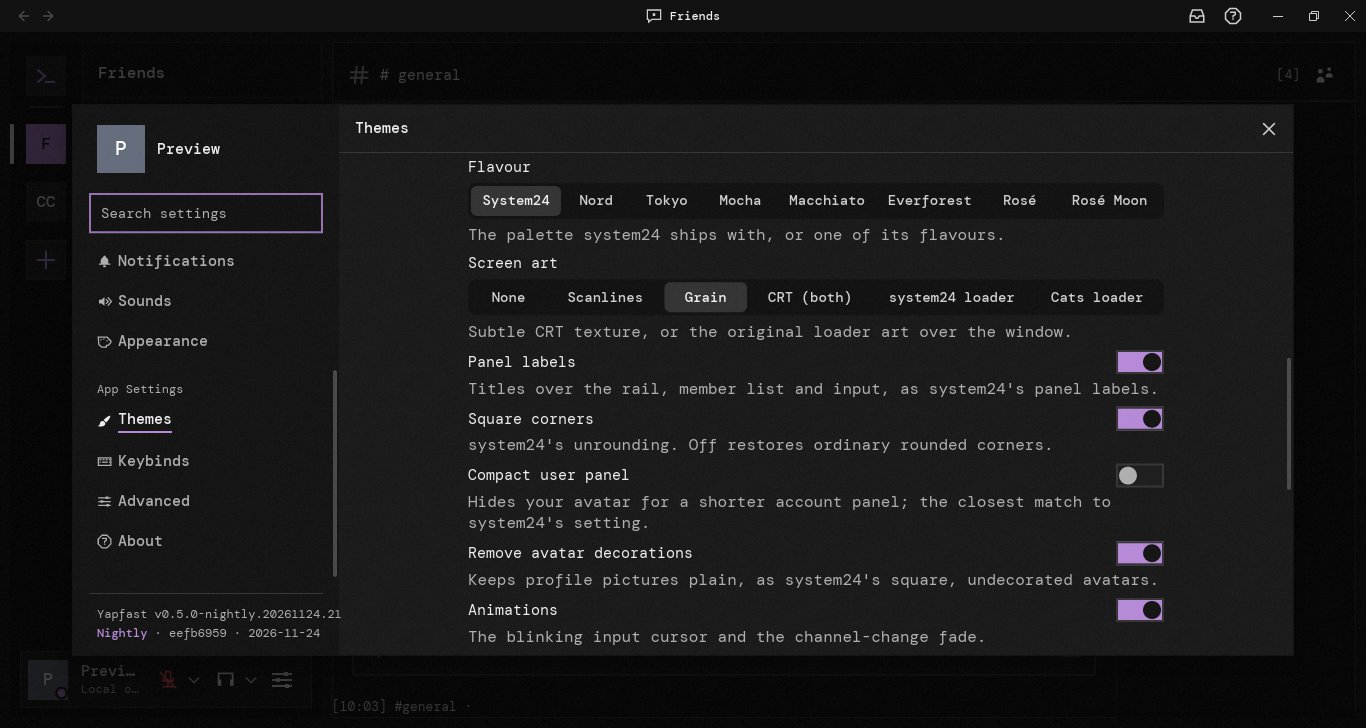 Friends
Friends
# general
[4]
F
CC
P
Preview
Search settings
Notifications
Sounds
Appearance
App Settings
Themes
Keybinds
Advanced
About
Yapfast v0.5.0-nightly.20261124.21
Nightly · eefb6959 · 2026-11-24
Themes
Flavour
System24 Nord Tokyo Mocha Macchiato Everforest Rosé Rosé Moon
The palette system24 ships with, or one of its flavours.
Screen art
None Scanlines Grain CRT (both) system24 loader Cats loader
Subtle CRT texture, or the original loader art over the window.
Panel labels
Titles over the rail, member list and input, as system24's panel labels.
Square corners
system24's unrounding. Off restores ordinary rounded corners.
Compact user panel
Hides your avatar for a shorter account panel; the closest match to
system24's setting.
Remove avatar decorations
Keeps profile pictures plain, as system24's square, undecorated avatars.
Animations
The blinking input cursor and the channel-change fade.
P
Previ…
Local o…
[10:03] #general ·